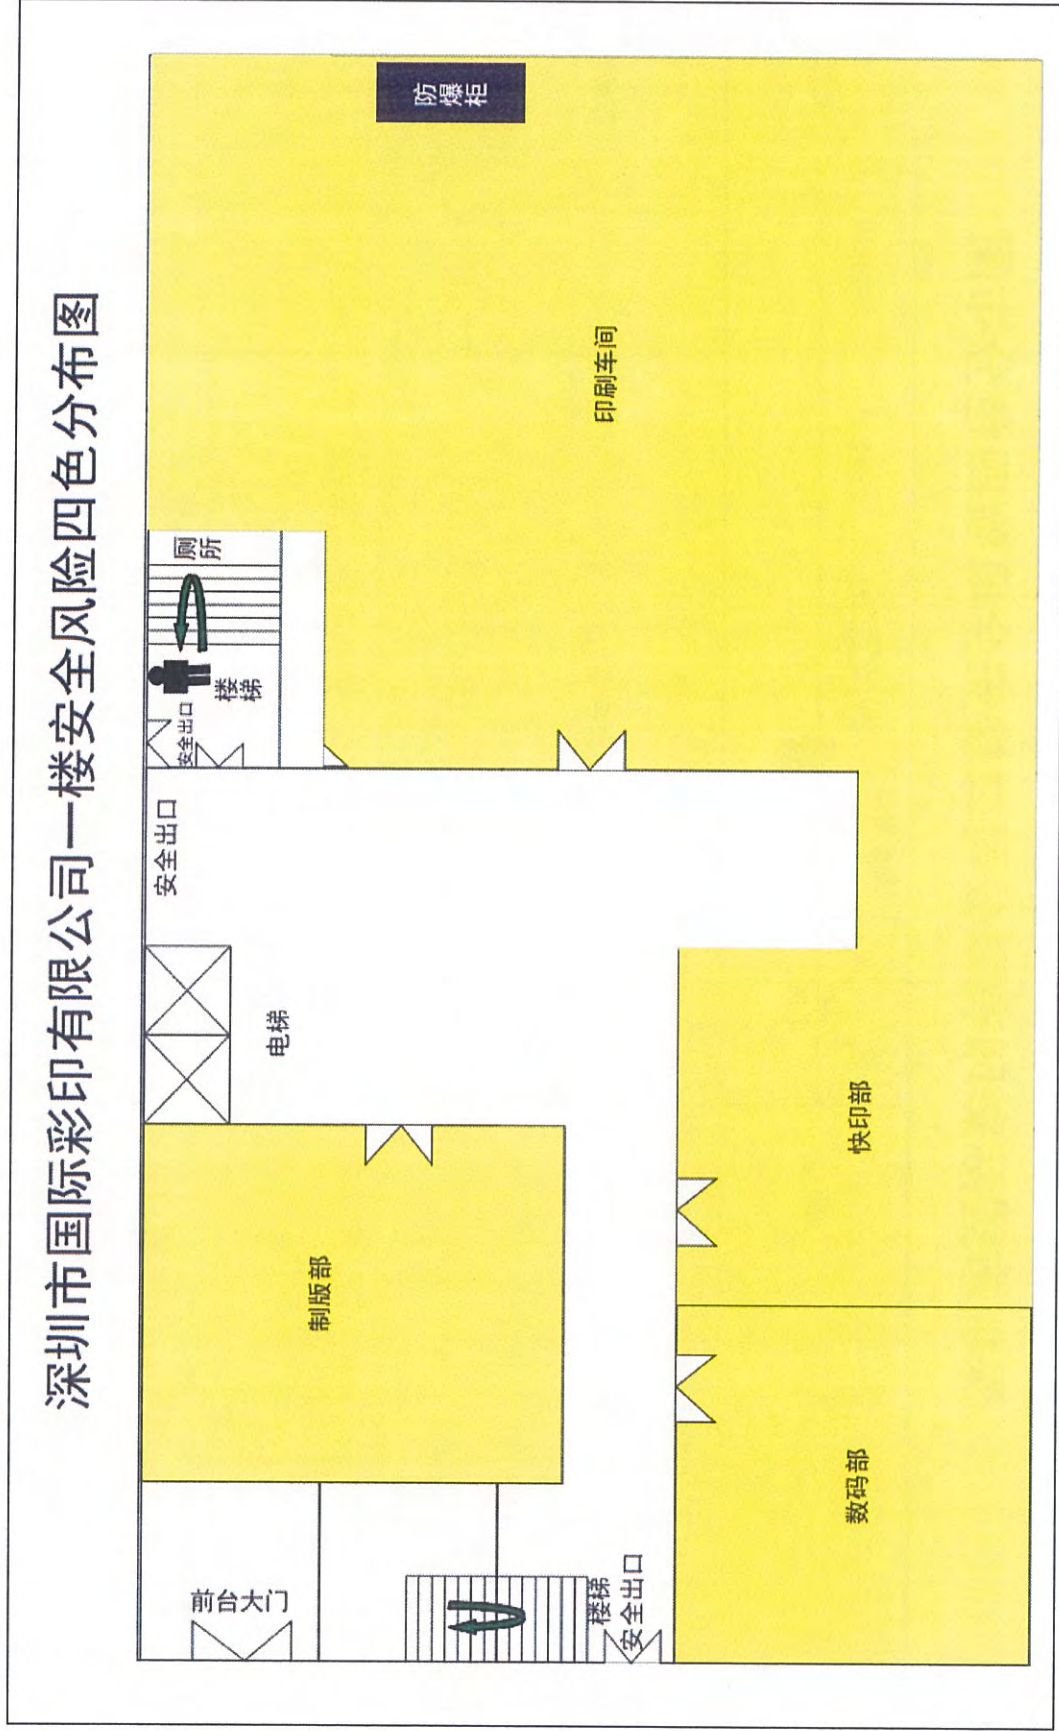 深圳市国际彩印有限公司一楼安全风险四色分布图
前台大门
制版部
电梯
安全出口
安全出口
楼梯
厕所
防爆柜
印刷车间
楼梯
安全出口
数码部
快印部